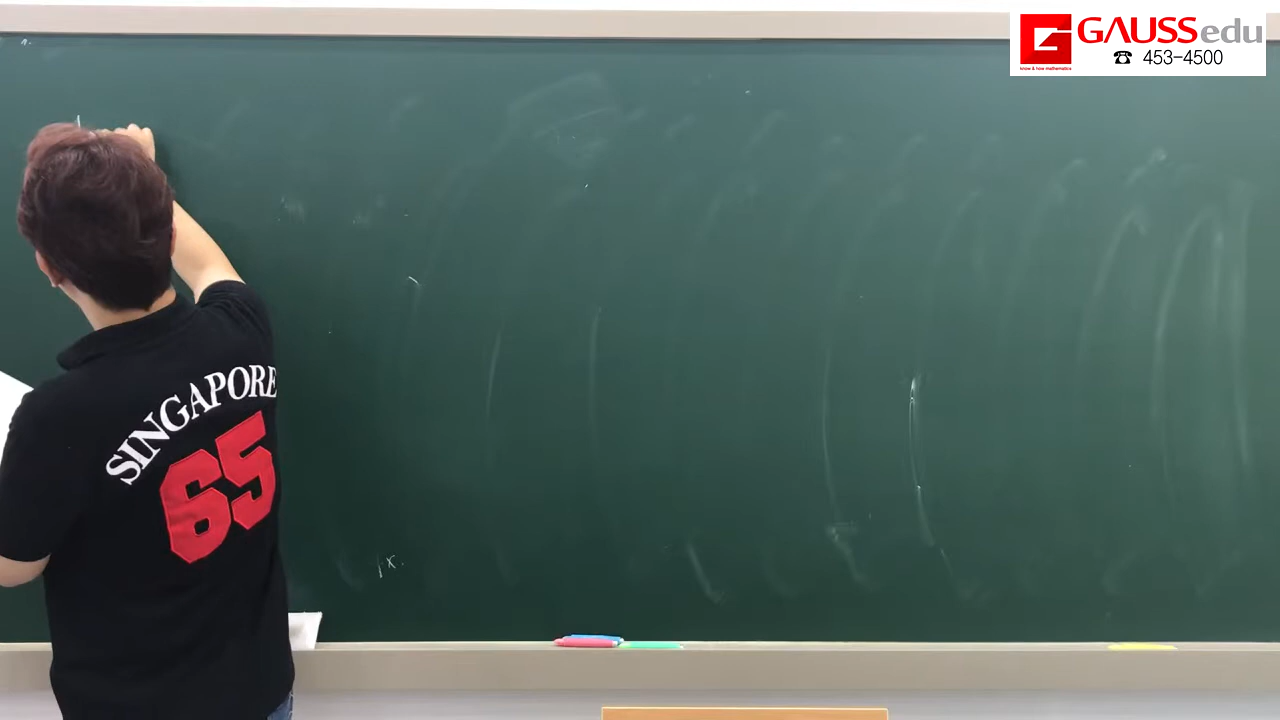 GAUSSedu
know & how mathematics
☎ 453-4500
SINGAPORE
65